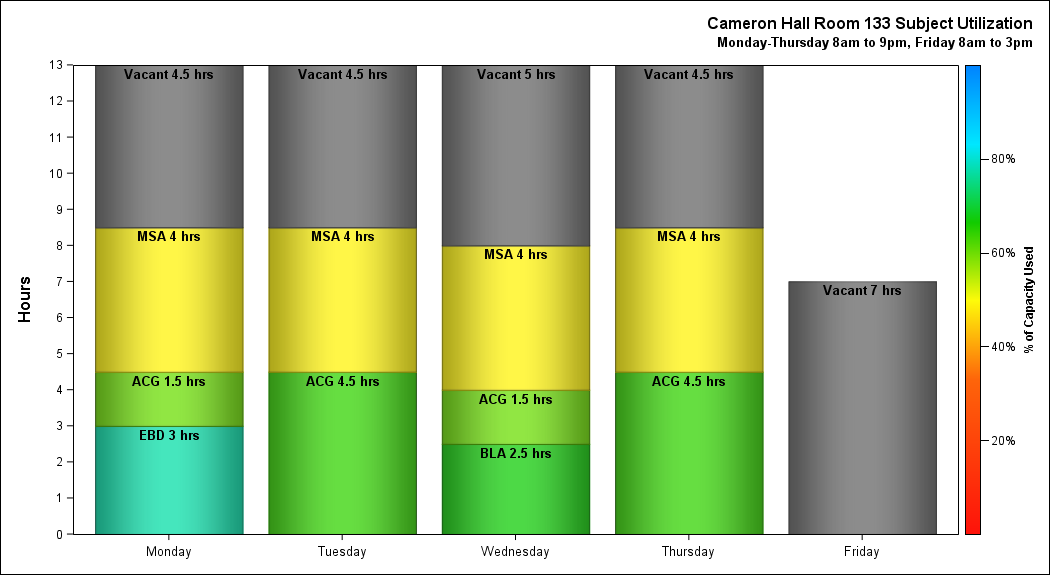 Cameron Hall Room 133 Subject Utilization
Monday-Thursday 8am to 9pm, Friday 8am to 3pm
Hours
13
12
11
10
9
8
7
6
5
4
3
2
1
0
Vacant 4.5 hrs
MSA 4 hrs
ACG 1.5 hrs
EBD 3 hrs
Vacant 4.5 hrs
MSA 4 hrs
ACG 4.5 hrs
Vacant 5 hrs
MSA 4 hrs
ACG 1.5 hrs
BLA 2.5 hrs
Vacant 4.5 hrs
MSA 4 hrs
ACG 4.5 hrs
Vacant 7 hrs
Monday
Tuesday
Wednesday
Thursday
Friday
80%
60%
40%
20%
% of Capacity Used